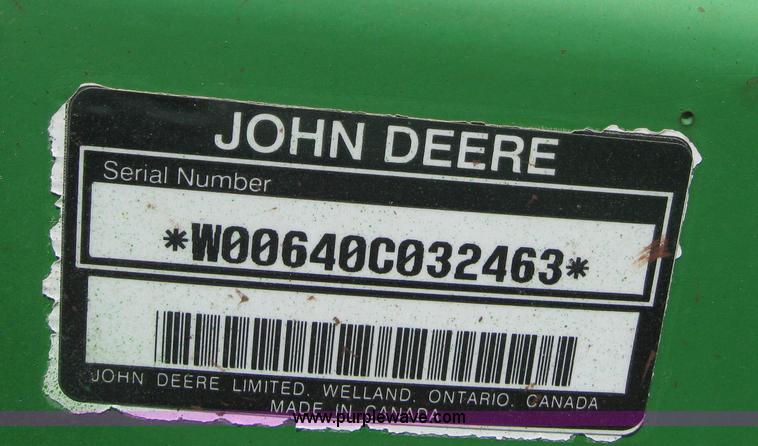 JOHN DEERE
Serial Number
*W00640C032463*
JOHN DEERE LIMITED, WELLAND, ONTARIO, CANADA
MADE IN CANADA
www.purplewave.com